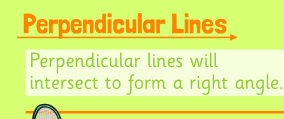 Perpendicular Lines
Perpendicular lines will
intersect to form a right angle.